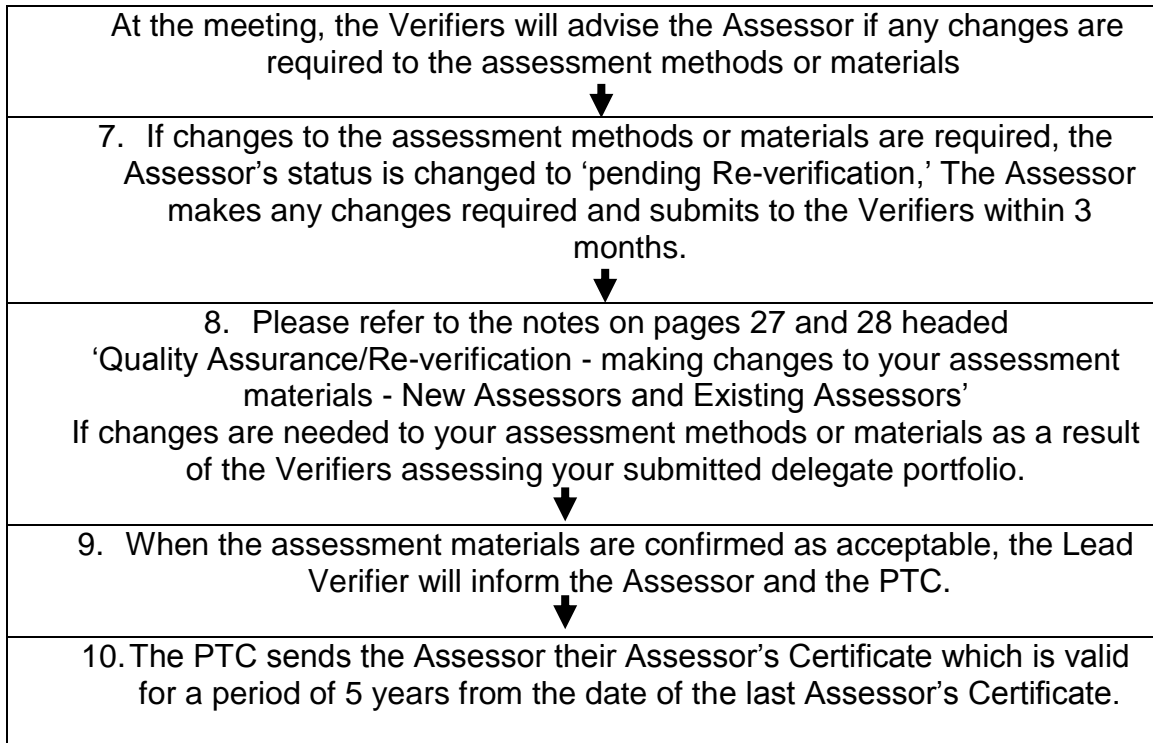 At the meeting, the Verifiers will advise the Assessor if any changes are
required to the assessment methods or materials
7. If changes to the assessment methods or materials are required, the
Assessor’s status is changed to ‘pending Re-verification,’ The Assessor
makes any changes required and submits to the Verifiers within 3
months.
8. Please refer to the notes on pages 27 and 28 headed
‘Quality Assurance/Re-verification - making changes to your assessment
materials - New Assessors and Existing Assessors’
If changes are needed to your assessment methods or materials as a result
of the Verifiers assessing your submitted delegate portfolio.
9. When the assessment materials are confirmed as acceptable, the Lead
Verifier will inform the Assessor and the PTC.
10. The PTC sends the Assessor their Assessor’s Certificate which is valid
for a period of 5 years from the date of the last Assessor’s Certificate.